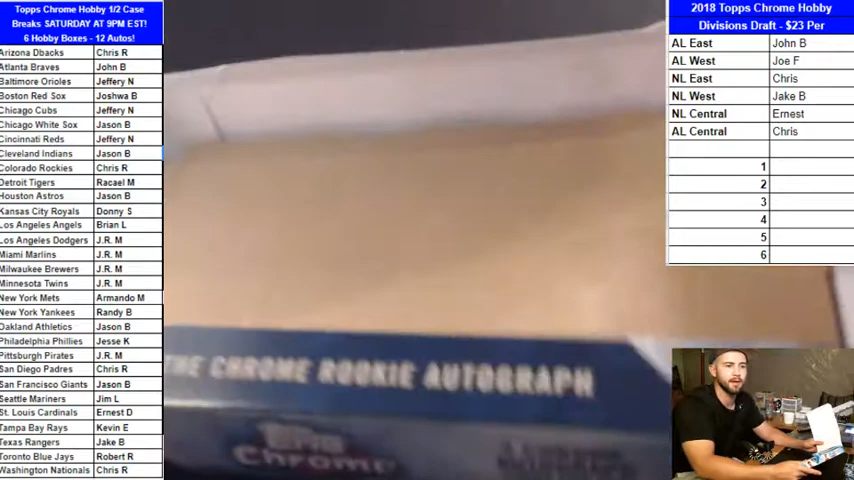 Topps Chrome Hobby 1/2 Case
Breaks SATURDAY AT 9PM EST!
6 Hobby Boxes - 12 Autos!
Arizona Dbacks Chris R
Atlanta Braves John B
Baltimore Orioles Jeffery N
Boston Red Sox Joshwa B
Chicago Cubs Jeffery N
Chicago White Sox Jason B
Cincinnati Reds Jeffery N
Cleveland Indians Jason B
Colorado Rockies Chris R
Detroit Tigers Racael M
Houston Astros Jason B
Kansas City Royals Donny S
Los Angeles Angels Brian L
Los Angeles Dodgers J.R. M
Miami Marlins J.R. M
Milwaukee Brewers J.R. M
Minnesota Twins J.R. M
New York Mets Armando M
New York Yankees Randy B
Oakland Athletics Jason B
Philadelphia Phillies Jesse K
Pittsburgh Pirates J.R. M
San Diego Padres Chris R
San Francisco Giants Jason B
Seattle Mariners Jim L
St. Louis Cardinals Ernest D
Tampa Bay Rays Kevin E
Texas Rangers Jake B
Toronto Blue Jays Robert R
Washington Nationals Chris R
THE CHROME ROOKIE AUTOGRAPH
Topps
Chrome
2018 Topps Chrome Hobby
Divisions Draft - $23 Per
AL East John B
AL West Joe F
NL East Chris
NL West Jake B
NL Central Ernest
AL Central Chris
1
2
3
4
5
6